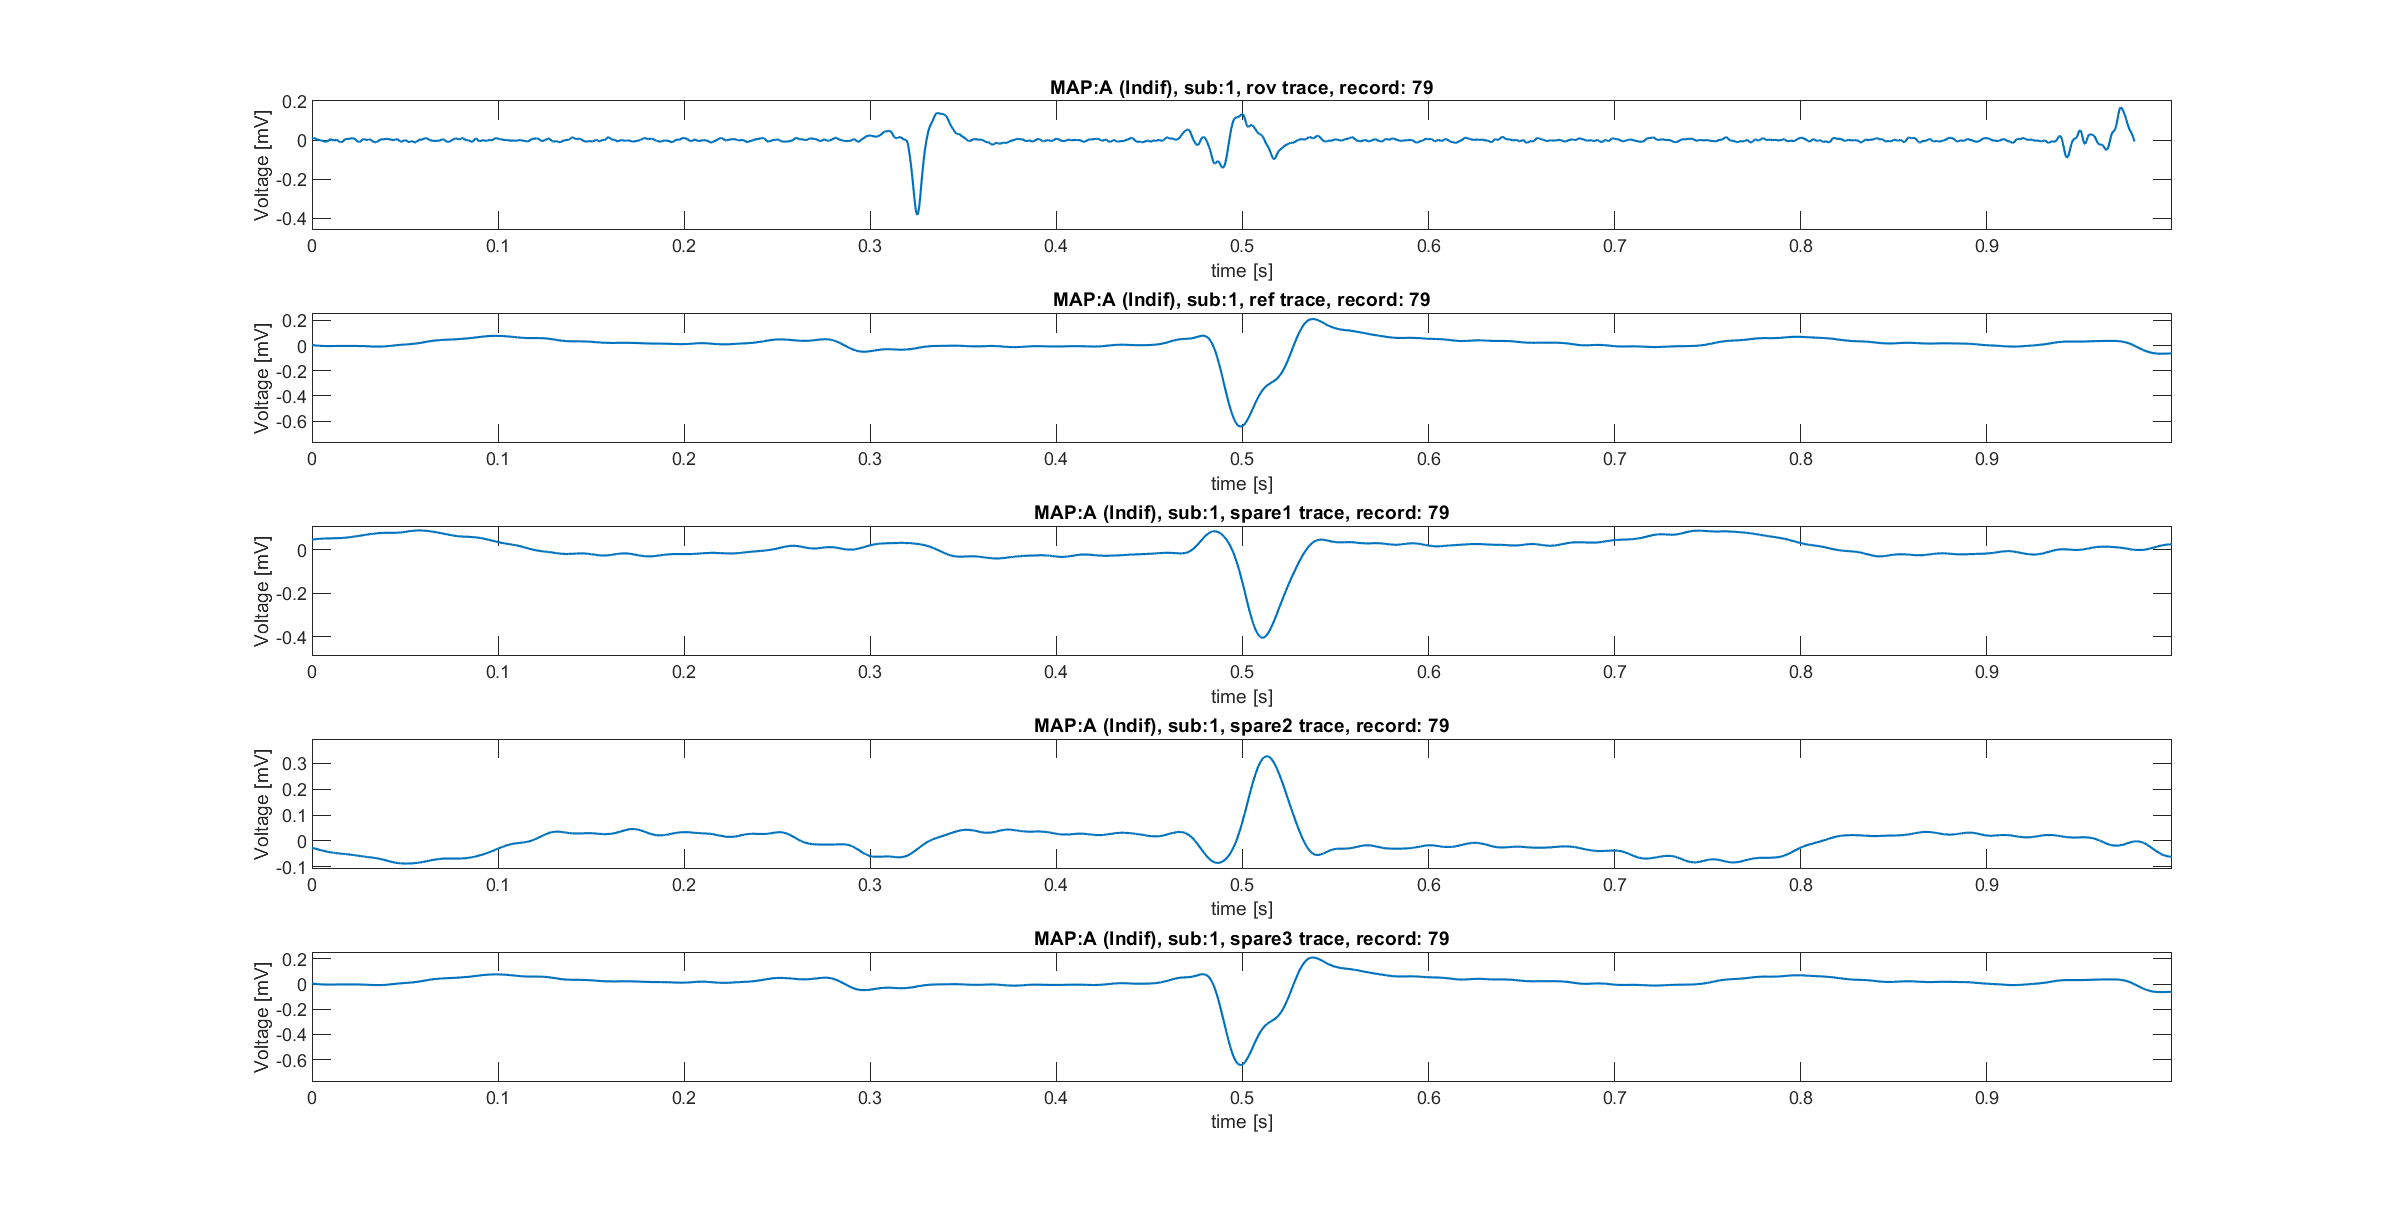 MAP:A (Indif), sub:1, rov trace, record: 79
Voltage [mV]
0.2
0
-0.2
-0.4
0 0.1 0.2 0.3 0.4 0.5 0.6 0.7 0.8 0.9
time [s]
MAP:A (Indif), sub:1, ref trace, record: 79
Voltage [mV]
0.2
0
-0.2
-0.4
-0.6
0 0.1 0.2 0.3 0.4 0.5 0.6 0.7 0.8 0.9
time [s]
MAP:A (Indif), sub:1, spare1 trace, record: 79
Voltage [mV]
0
-0.2
-0.4
0 0.1 0.2 0.3 0.4 0.5 0.6 0.7 0.8 0.9
time [s]
MAP:A (Indif), sub:1, spare2 trace, record: 79
Voltage [mV]
0.3
0.2
0.1
0
-0.1
0 0.1 0.2 0.3 0.4 0.5 0.6 0.7 0.8 0.9
time [s]
MAP:A (Indif), sub:1, spare3 trace, record: 79
Voltage [mV]
0.2
0
-0.2
-0.4
-0.6
0 0.1 0.2 0.3 0.4 0.5 0.6 0.7 0.8 0.9
time [s]